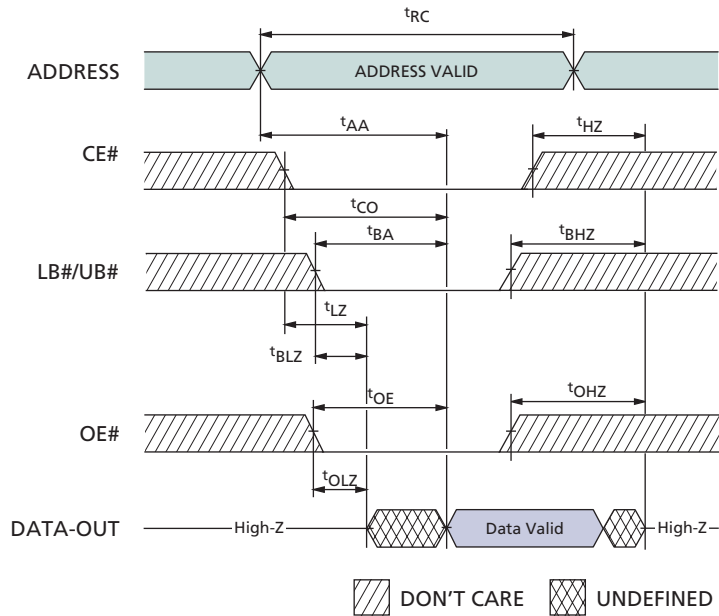 tRC
ADDRESS
ADDRESS VALID
tAA
tHZ
CE#
tCO
tBA
tBHZ
LB#/UB#
tLZ
tBLZ
tOE
tOHZ
OE#
tOLZ
DATA-OUT
High-Z
Data Valid
High-Z
DON'T CARE
UNDEFINED